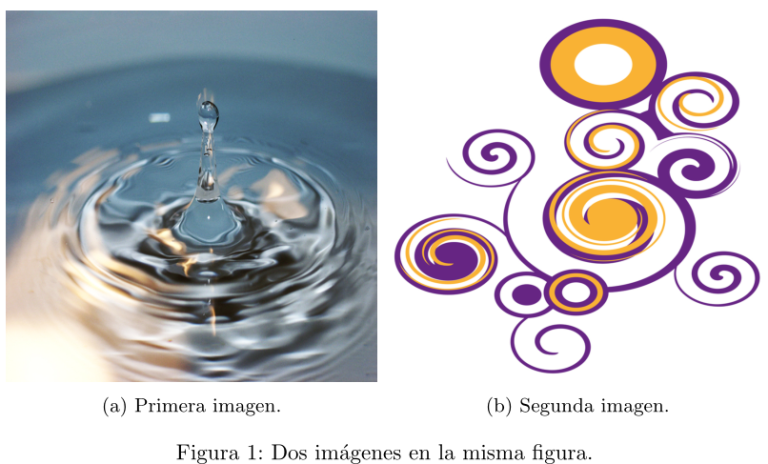 (a) Primera imagen.
(b) Segunda imagen.
Figura 1: Dos imágenes en la misma figura.